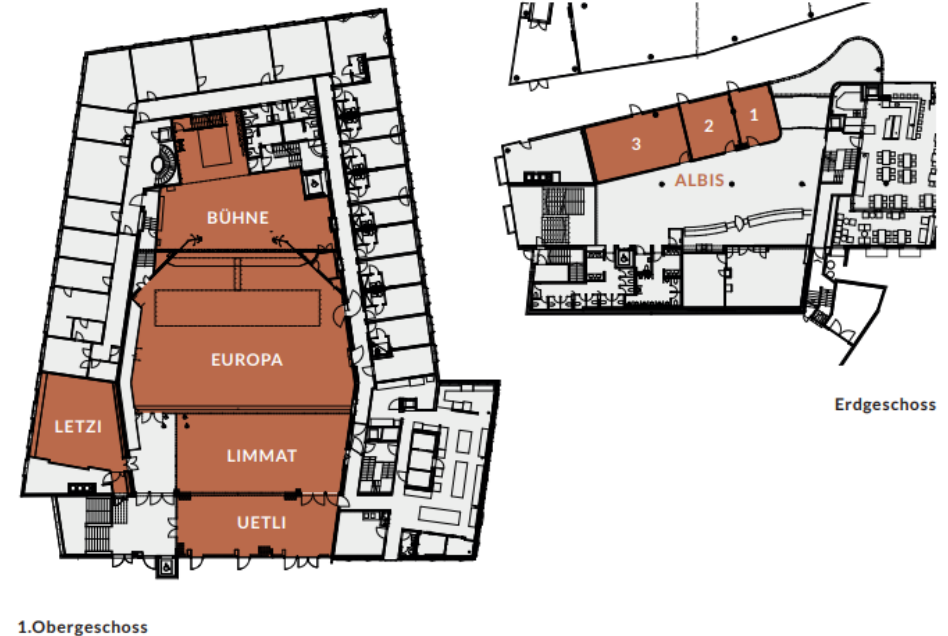 BÜHNE
EUROPA
LETZI
LIMMAT
UETLI
1.Obergeschoss
1
2
3
ALBIS
Erdgeschoss